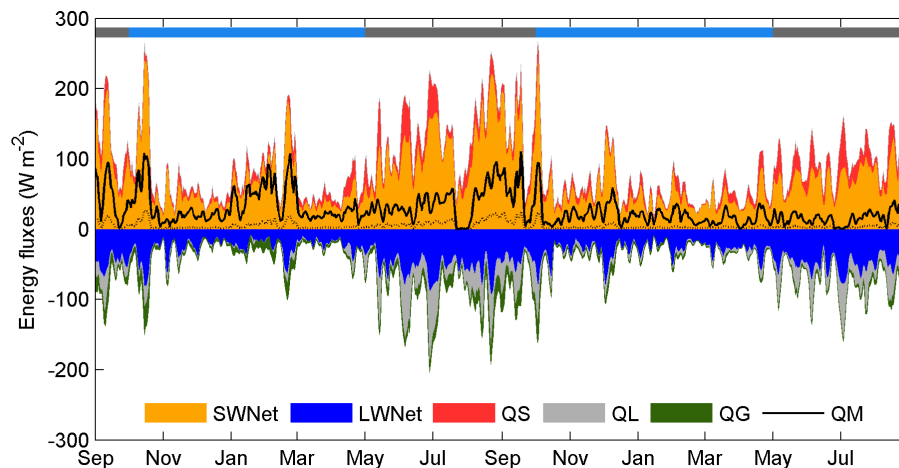 300
200
100
0
-100
-200
-300
Energy fluxes (W m-2)
SWNet LWNet QS QL QG QM
Sep Nov Jan Mar May Jul Sep Nov Jan Mar May Jul